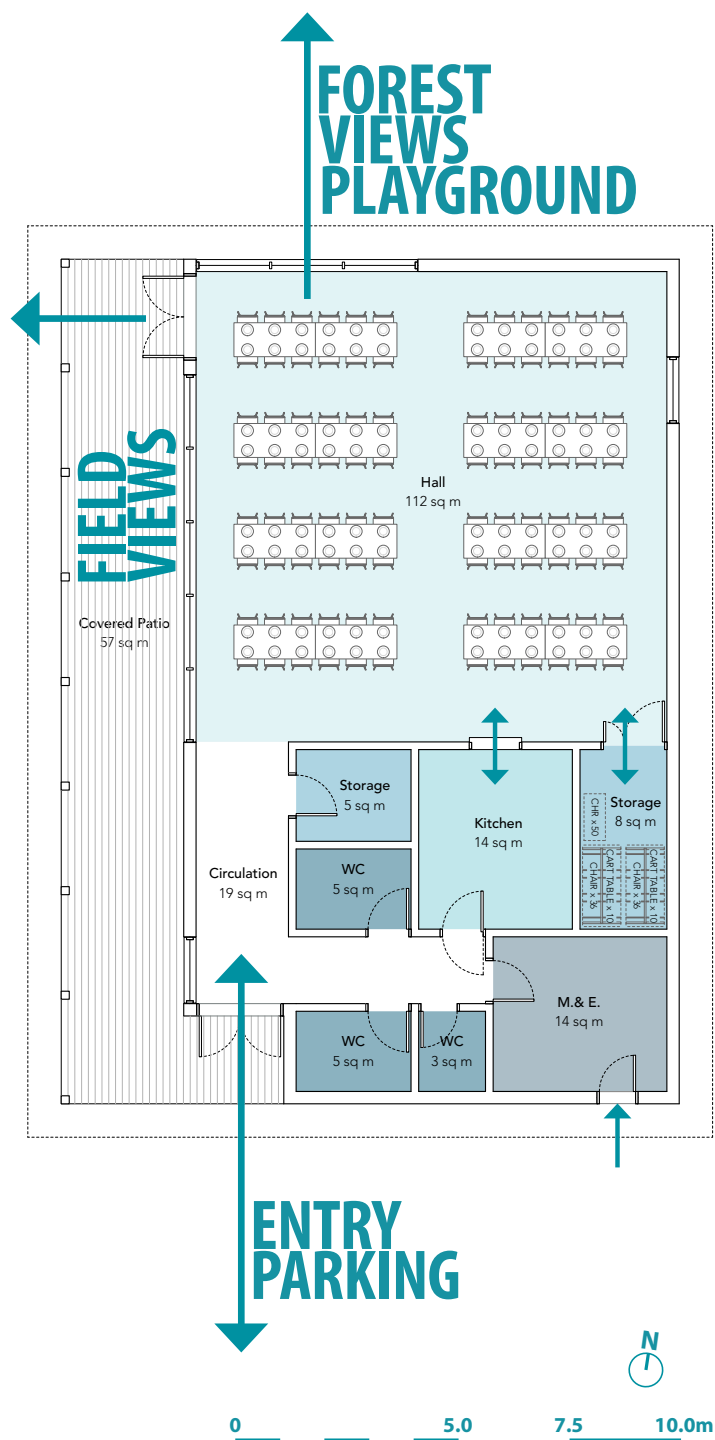 FOREST
VIEWS
PLAYGROUND
FIELD
VIEWS
Hall
112 sq m
Covered Patio
57 sq m
Storage
5 sq m
Kitchen
14 sq m
Storage
8 sq m
CHR x 50
CHAIR x 36
CART TABLE x 10
CHAIR x 36
CART TABLE x 10
WC
5 sq m
Circulation
19 sq m
M.& E.
14 sq m
WC
5 sq m
WC
3 sq m
ENTRY
PARKING
N
0 5.0 7.5 10.0m